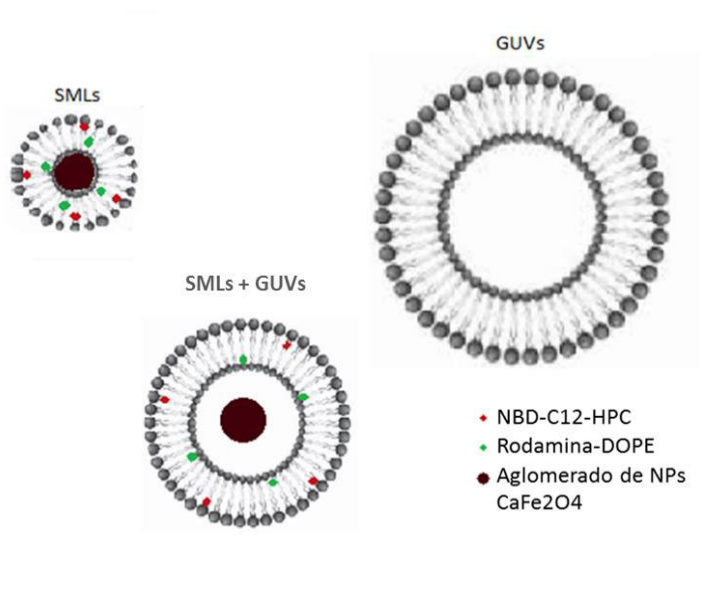 GUVs
SMLs
SMLs + GUVs
NBD-C12-HPC
Rodamina-DOPE
Aglomerado de NPs
CaFe2O4